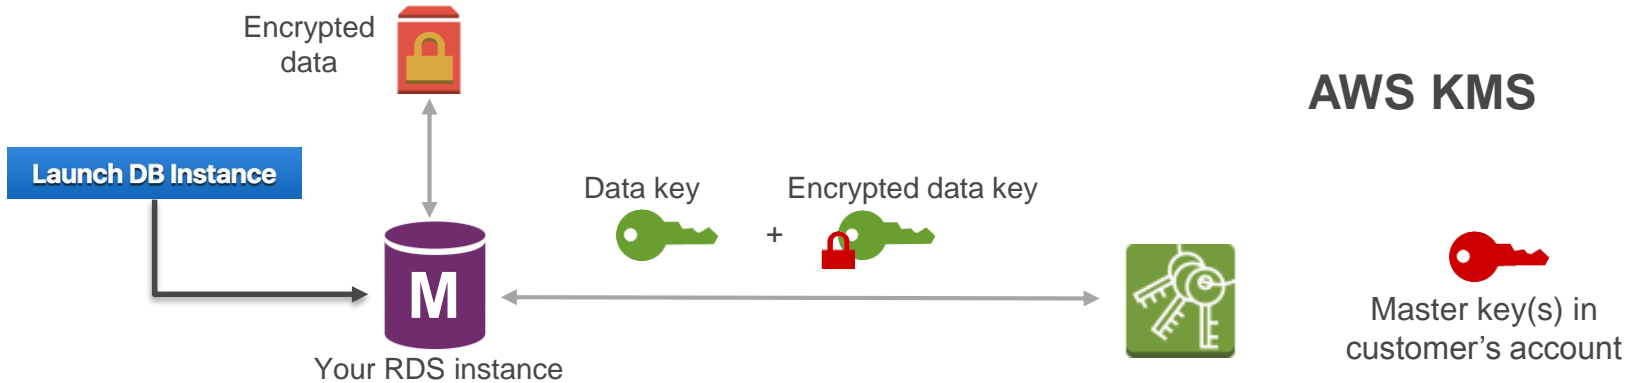 Encrypted
data
AWS KMS
Launch DB Instance
Data key
Encrypted data key
+
M
Your RDS instance
Master key(s) in
customer’s account